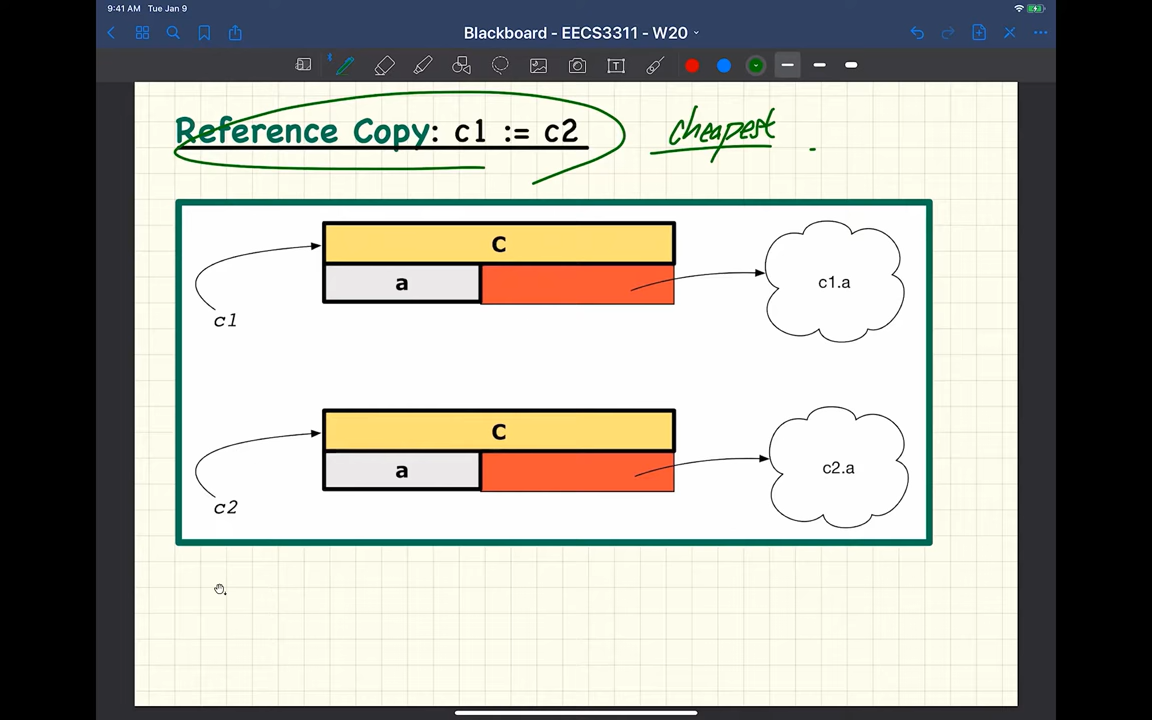 9:41 AM Tue Jan 9
Blackboard - EECS3311 - W20
Reference Copy: c1 := c2
cheapest
C
a
c1.a
c1
C
a
c2.a
c2